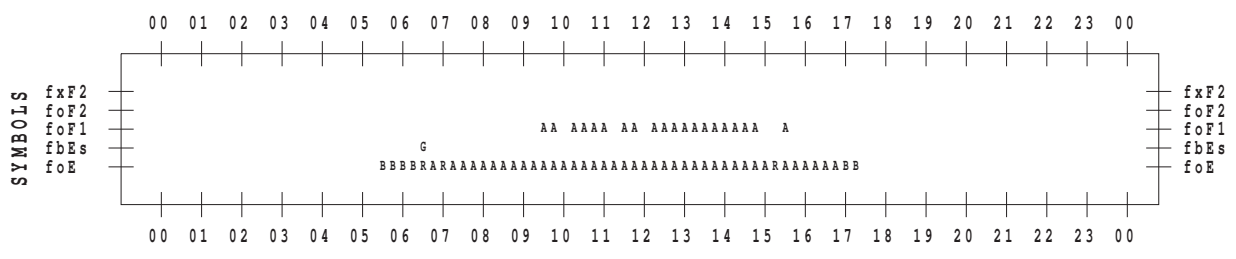 00 01 02 03 04 05 06 07 08 09 10 11 12 13 14 15 16 17 18 19 20 21 22 23 00
SYMBOLS
fxF2 fxF2
foF2 foF2
foF1 AA AAAA AA AAAAAAAAAAA A foF1
fbEs G fbEs
foE BBBBRARAAAAAAAAAAAAAAAAAAAAAAAAAAAAAAAARAAAAAABB foE
00 01 02 03 04 05 06 07 08 09 10 11 12 13 14 15 16 17 18 19 20 21 22 23 00